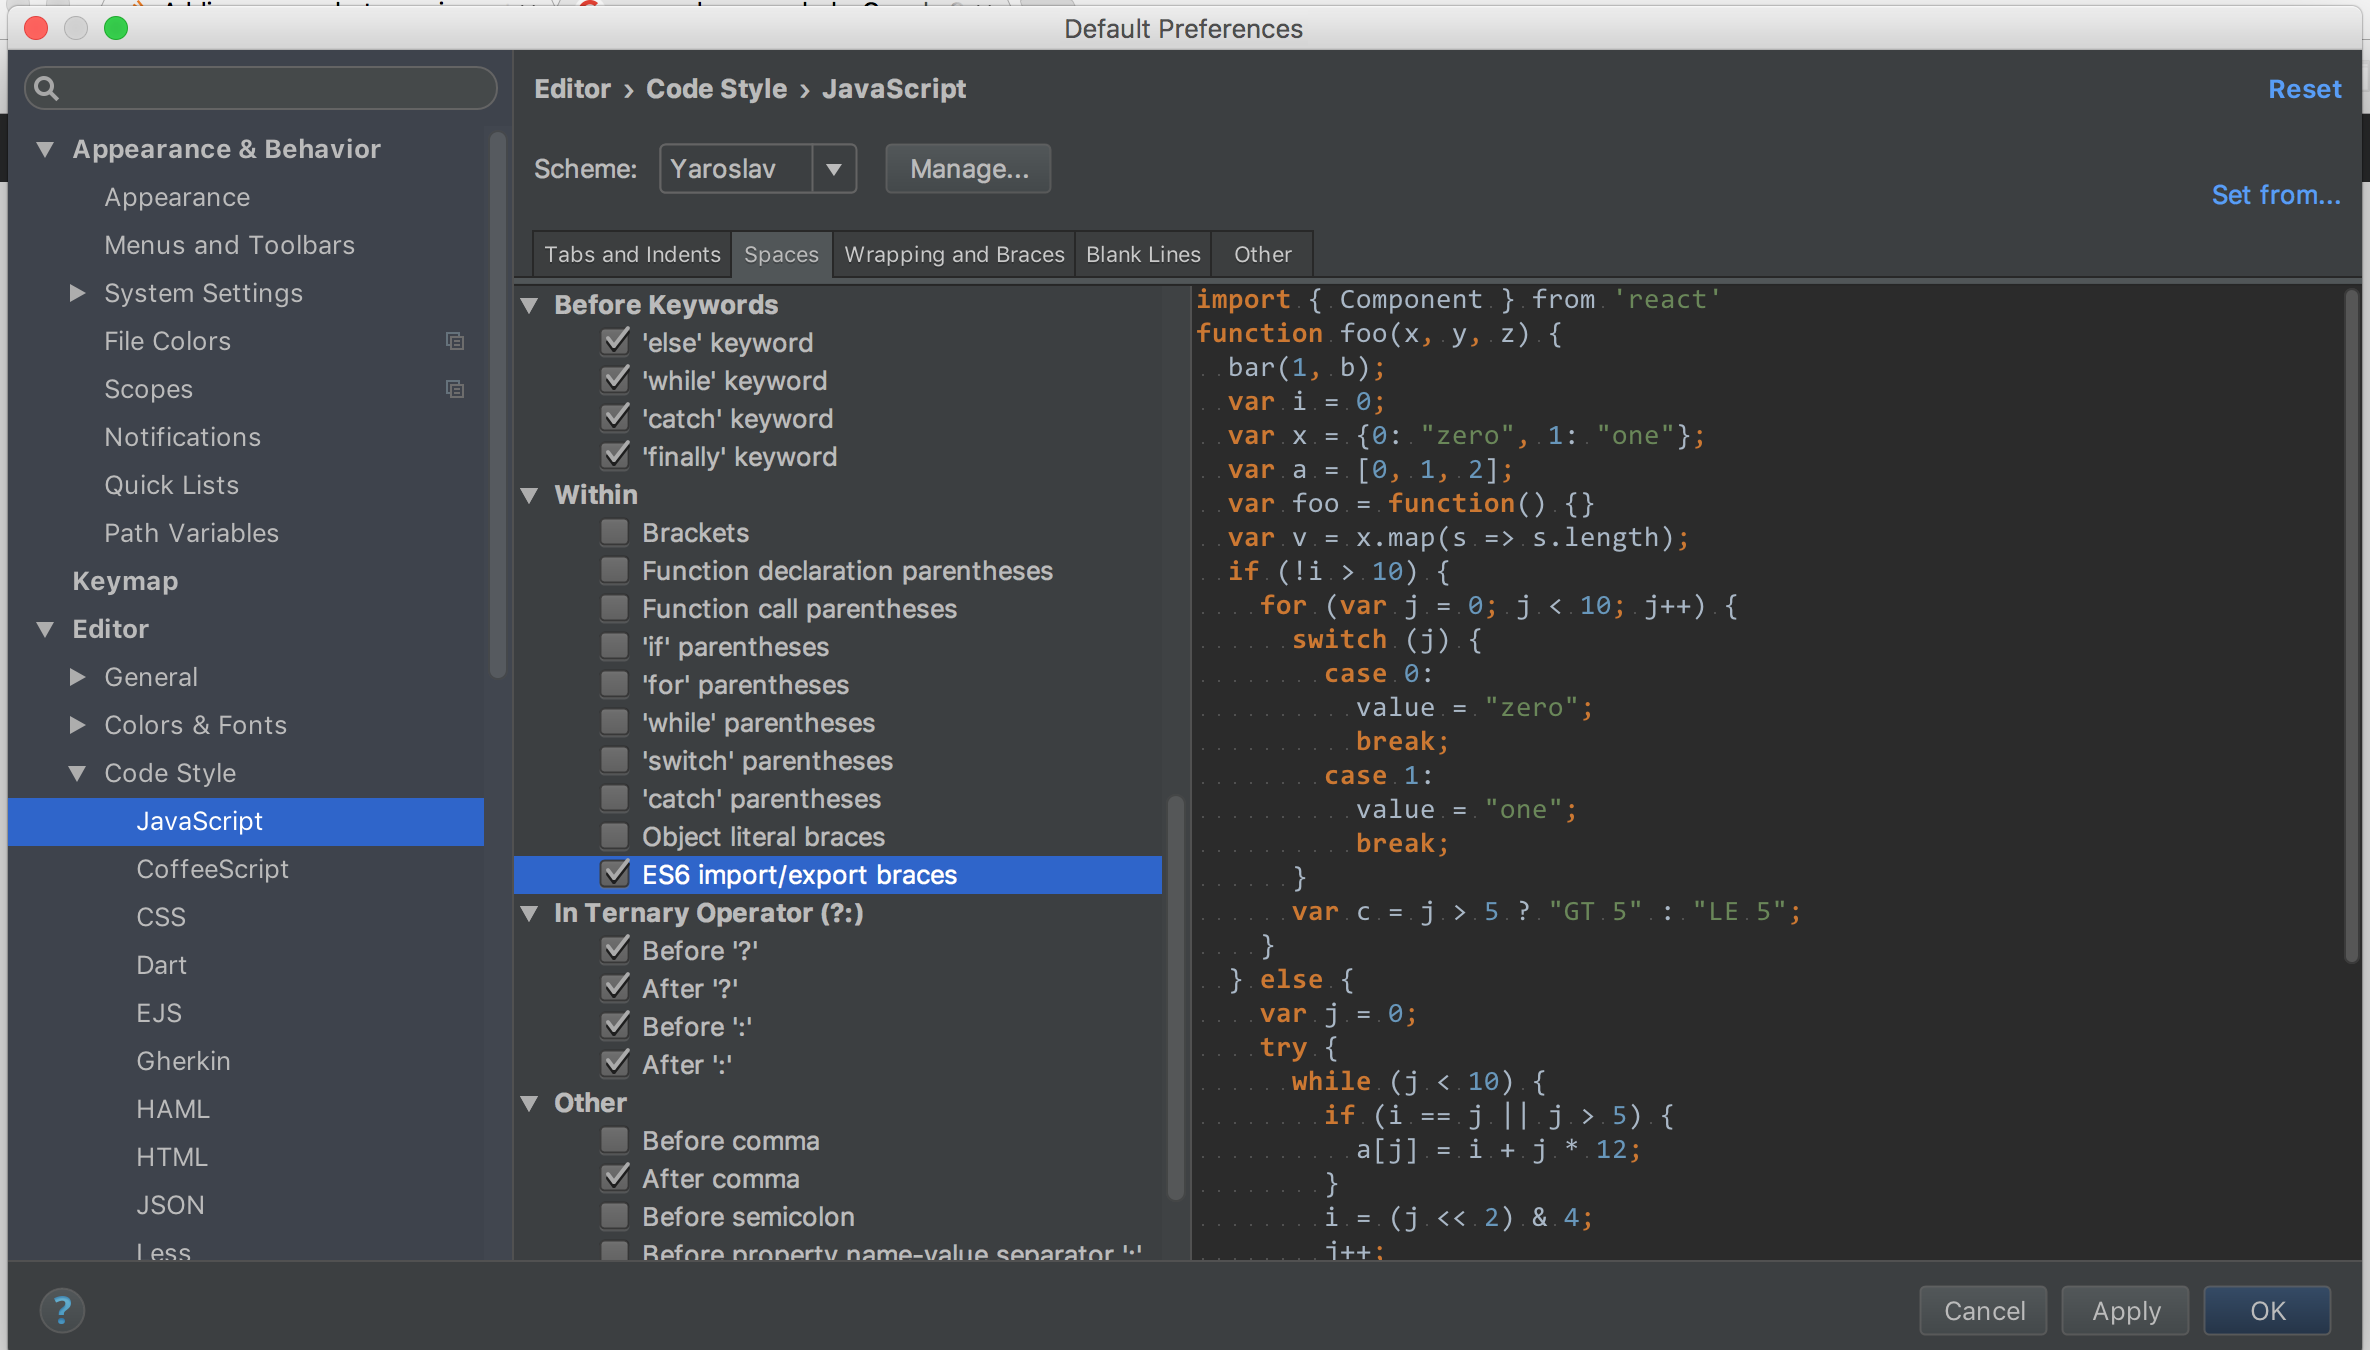 Default Preferences
Editor › Code Style › JavaScript
Reset
Scheme: Yaroslav Manage...
Set from...
Appearance & Behavior
Appearance
Menus and Toolbars
System Settings
File Colors
Scopes
Notifications
Quick Lists
Path Variables
Keymap
Editor
General
Colors & Fonts
Code Style
JavaScript
CoffeeScript
CSS
Dart
EJS
Gherkin
HAML
HTML
JSON
Less
Tabs and Indents Spaces Wrapping and Braces Blank Lines Other
Before Keywords
'else' keyword
'while' keyword
'catch' keyword
'finally' keyword
Within
Brackets
Function declaration parentheses
Function call parentheses
'if' parentheses
'for' parentheses
'while' parentheses
'switch' parentheses
'catch' parentheses
Object literal braces
ES6 import/export braces
In Ternary Operator (?:)
Before '?'
After '?'
Before ':'
After ':'
Other
Before comma
After comma
Before semicolon
Before property name-value separator ':'
import { Component } from 'react'
function foo(x, y, z) {
bar(1, b);
var i = 0;
var x = {0: "zero", 1: "one"};
var a = [0, 1, 2];
var foo = function() {}
var v = x.map(s => s.length);
if (!i > 10) {
for (var j = 0; j < 10; j++) {
switch (j) {
case 0:
value = "zero";
break;
case 1:
value = "one";
break;
}
var c = j > 5 ? "GT 5" : "LE 5";
}
} else {
var j = 0;
try {
while (j < 10) {
if (i == j || j > 5) {
a[j] = i + j * 12;
}
i = (j << 2) & 4;
j++;
?
Cancel Apply OK